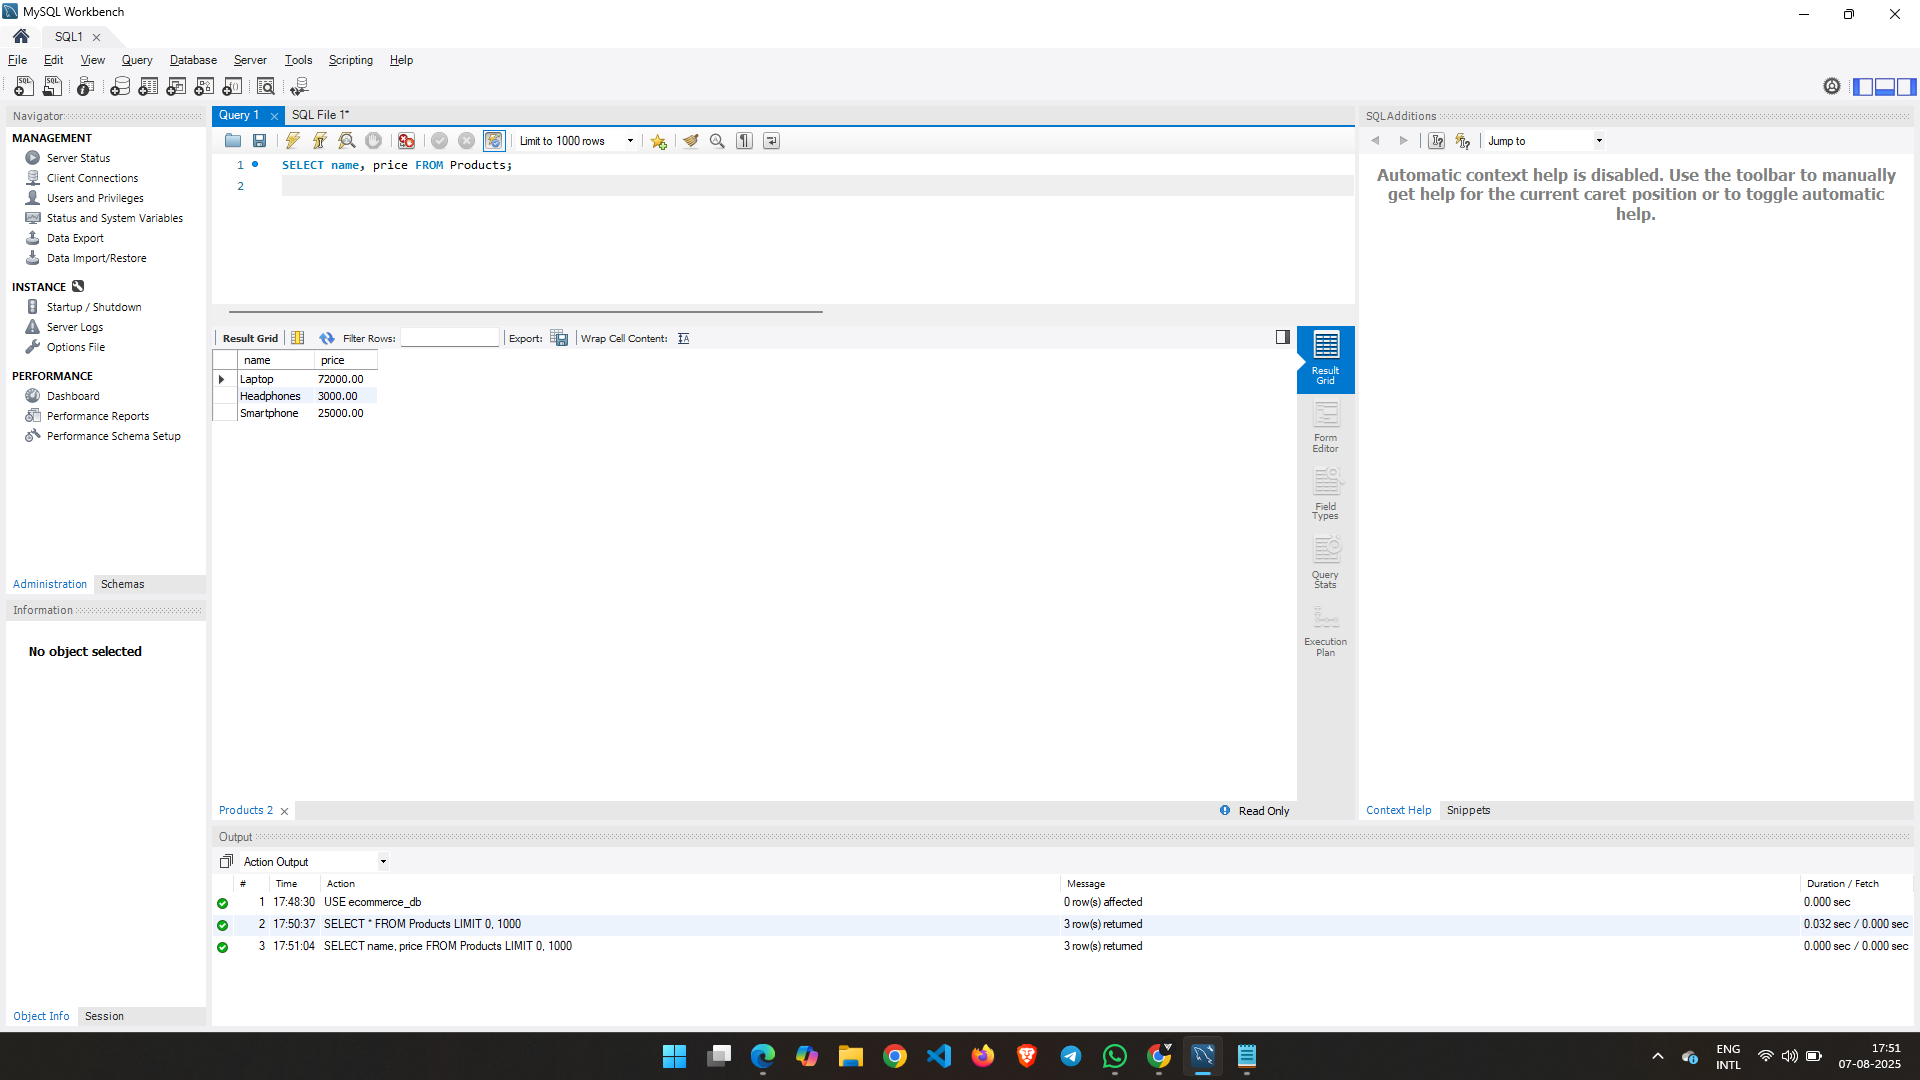 MySQL Workbench
SQL1
File Edit View Query Database Server Tools Scripting Help
Navigator
MANAGEMENT
Server Status
Client Connections
Users and Privileges
Status and System Variables
Data Export
Data Import/Restore
INSTANCE
Startup / Shutdown
Server Logs
Options File
PERFORMANCE
Dashboard
Performance Reports
Performance Schema Setup
Administration Schemas
Information
No object selected
Object Info Session
Query 1 SQL File 1*
Limit to 1000 rows
1 SELECT name, price FROM Products;
2
Result Grid Filter Rows: Export: Wrap Cell Content:
name price
Laptop 72000.00
Headphones 3000.00
Smartphone 25000.00
Result
Grid
Form
Editor
Field
Types
Query
Stats
Execution
Plan
Products 2 Read Only
SQLAdditions
Jump to
Automatic context help is disabled. Use the toolbar to manually
get help for the current caret position or to toggle automatic
help.
Context Help Snippets
Output
Action Output
# Time Action Message Duration / Fetch
1 17:48:30 USE ecommerce_db 0 row(s) affected 0.000 sec
2 17:50:37 SELECT * FROM Products LIMIT 0, 1000 3 row(s) returned 0.032 sec / 0.000 sec
3 17:51:04 SELECT name, price FROM Products LIMIT 0, 1000 3 row(s) returned 0.000 sec / 0.000 sec
ENG
INTL
17:51
07-08-2025